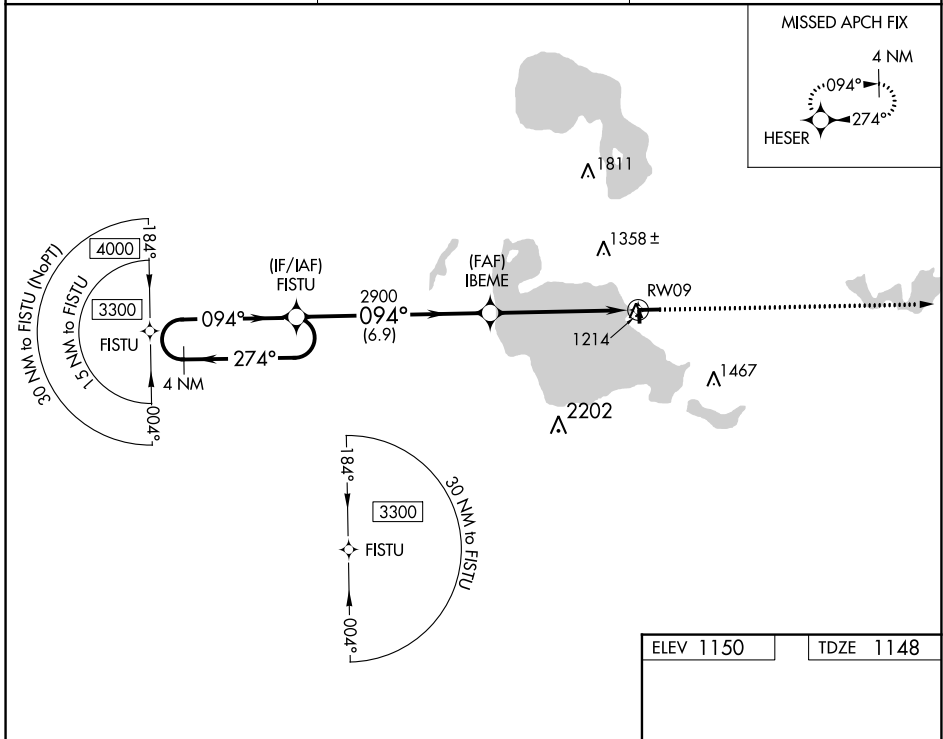 MISSED APCH FIX
4 NM
094°
274°
HESER
1811
1358 ±
(FAF)
IBEME
RW09
1214
1467
2202
30 NM to FISTU (NoPT)
15 NM to FISTU
4000
184°
3300
FISTU
004°
(IF/IAF)
FISTU
094°
274°
4 NM
2900
094°
(6.9)
184°
3300
FISTU
004°
30 NM to FISTU
ELEV 1150
TDZE 1148